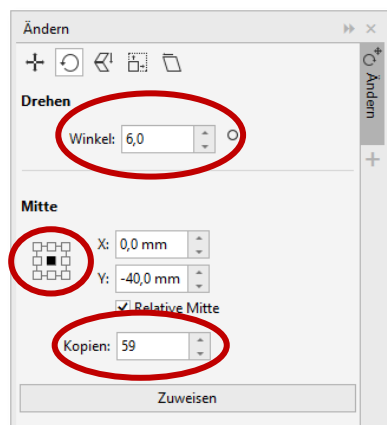 Ändern
Drehen
Winkel: 6,0 °
Mitte
X: 0,0 mm
Y: -40,0 mm
Relative Mitte
Kopien: 59
Zuweisen
Ändern